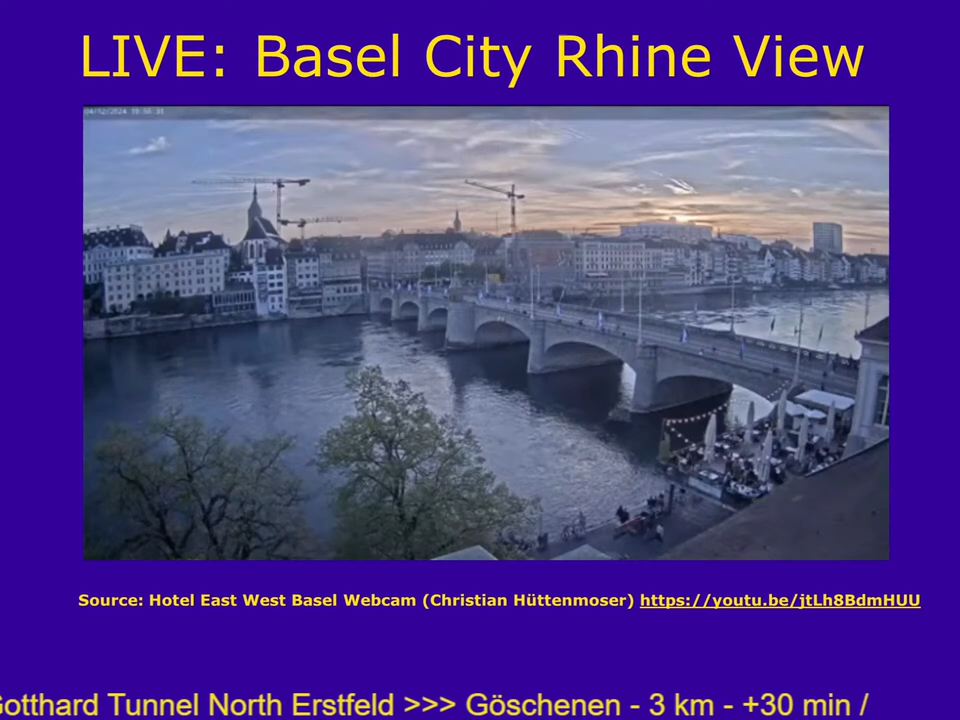 LIVE: Basel City Rhine View
Source: Hotel East West Basel Webcam (Christian Hüttenmoser) https://youtu.be/jtLh8BdmHUU
Gotthard Tunnel North Erstfeld >>> Göschenen - 3 km - +30 min /